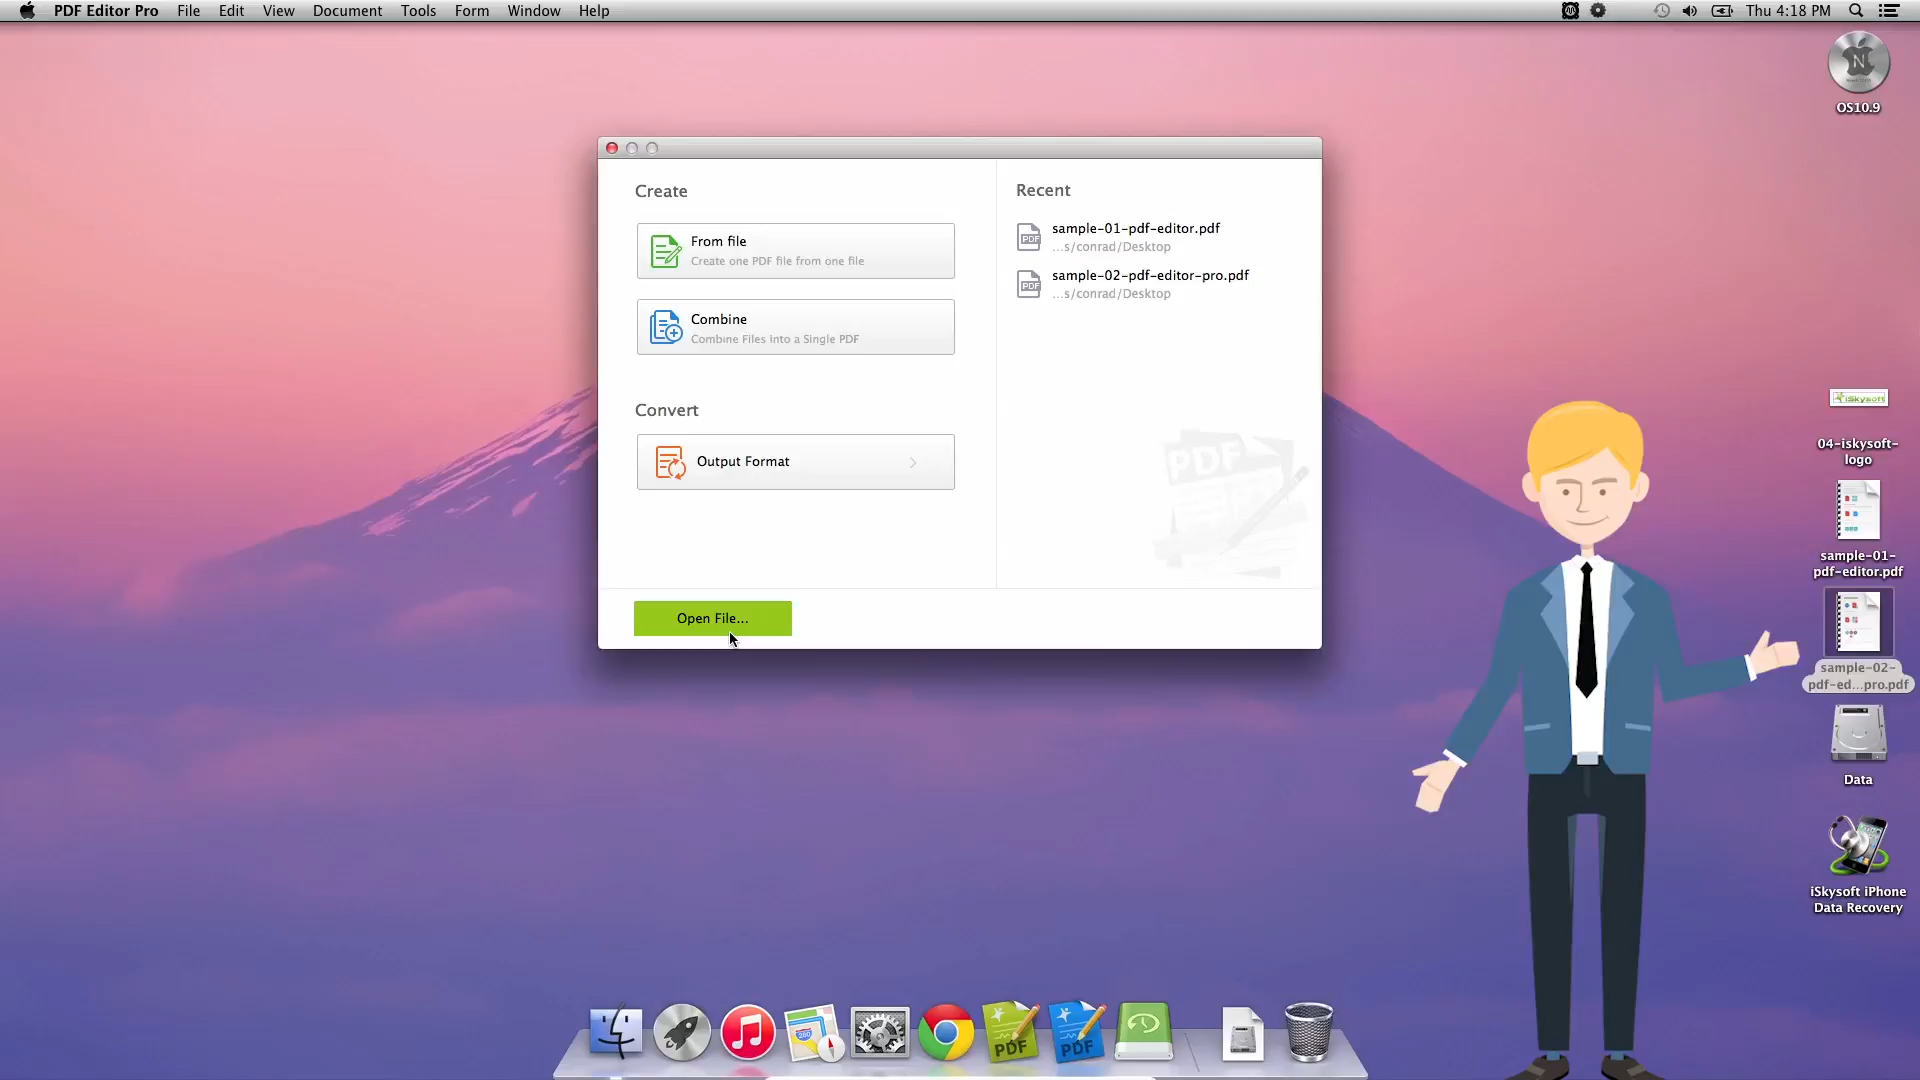 PDF Editor Pro File Edit View Document Tools Form Window Help Thu 4:18 PM
OS10.9
Create
From file
Create one PDF file from one file
Combine
Combine Files into a Single PDF
Convert
Output Format
Open File...
Recent
sample-01-pdf-editor.pdf
...s/conrad/Desktop
sample-02-pdf-editor-pro.pdf
...s/conrad/Desktop
PDF
iSkysoft
04-iskysoft-
logo
sample-01-
pdf-editor.pdf
sample-02-
pdf-ed...pro.pdf
Data
iSkysoft iPhone
Data Recovery
PDF
PDF